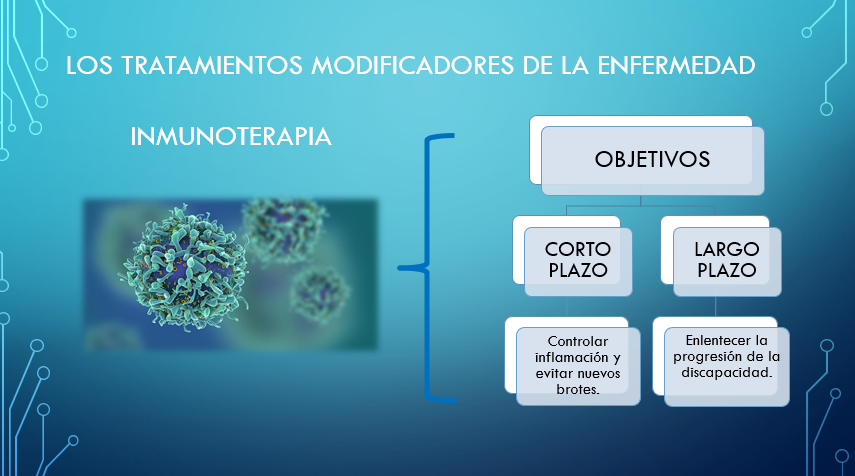 LOS TRATAMIENTOS MODIFICADORES DE LA ENFERMEDAD
INMUNOTERAPIA
OBJETIVOS
CORTO
PLAZO
Controlar
inflamación y
evitar nuevos
brotes.
LARGO
PLAZO
Enlentecer la
progresión de la
discapacidad.